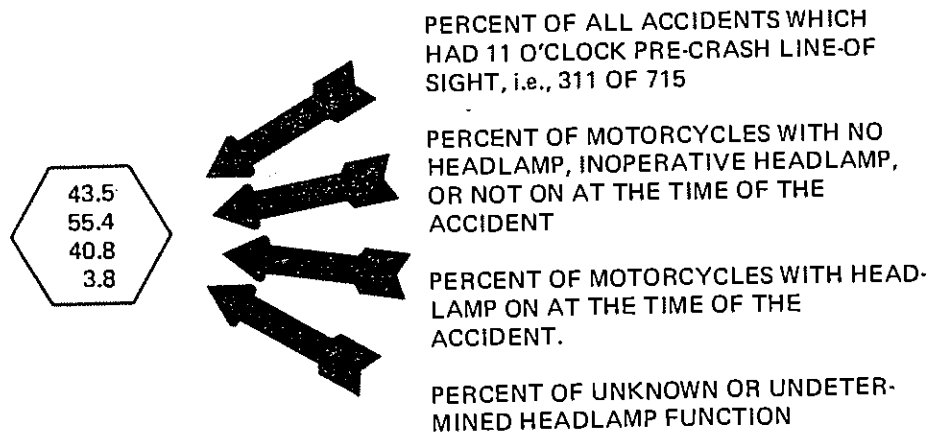 PERCENT OF ALL ACCIDENTS WHICH
HAD 11 O'CLOCK PRE-CRASH LINE-OF
SIGHT, i.e., 311 OF 715
PERCENT OF MOTORCYCLES WITH NO
HEADLAMP, INOPERATIVE HEADLAMP,
OR NOT ON AT THE TIME OF THE
ACCIDENT
43.5
55.4
40.8
3.8
PERCENT OF MOTORCYCLES WITH HEAD-
LAMP ON AT THE TIME OF THE
ACCIDENT.
PERCENT OF UNKNOWN OR UNDETER-
MINED HEADLAMP FUNCTION